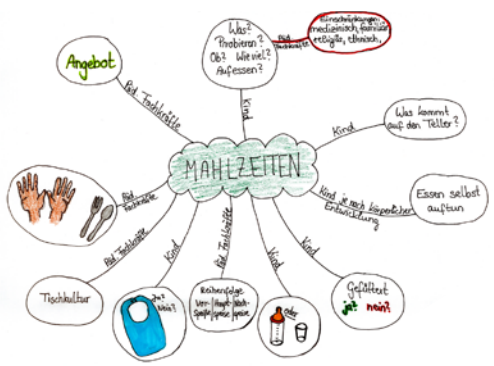 Was?
Probieren?
Ob? Wie viel?
Aufessen?
Päd.
Fachkräfte
Einschränkungen:
medizinisch, familiär,
religiös, ethnisch,
Angebot
Päd. Fachkräfte
Kind
Was kommt
auf den Teller?
Kind
MAHLZEITEN
Kind je nach körperlicher
Entwicklung
Essen selbst
auftun
Päd.
Fachkräfte
Päd. Fachkräfte
Tischkultur
Kind
Ja?
Nein?
Päd. Fachkräfte
Reihenfolge
Vor- Haupt- Nach-
speise speise speise
Kind
oder
Kind
Gefüttert
ja? nein?